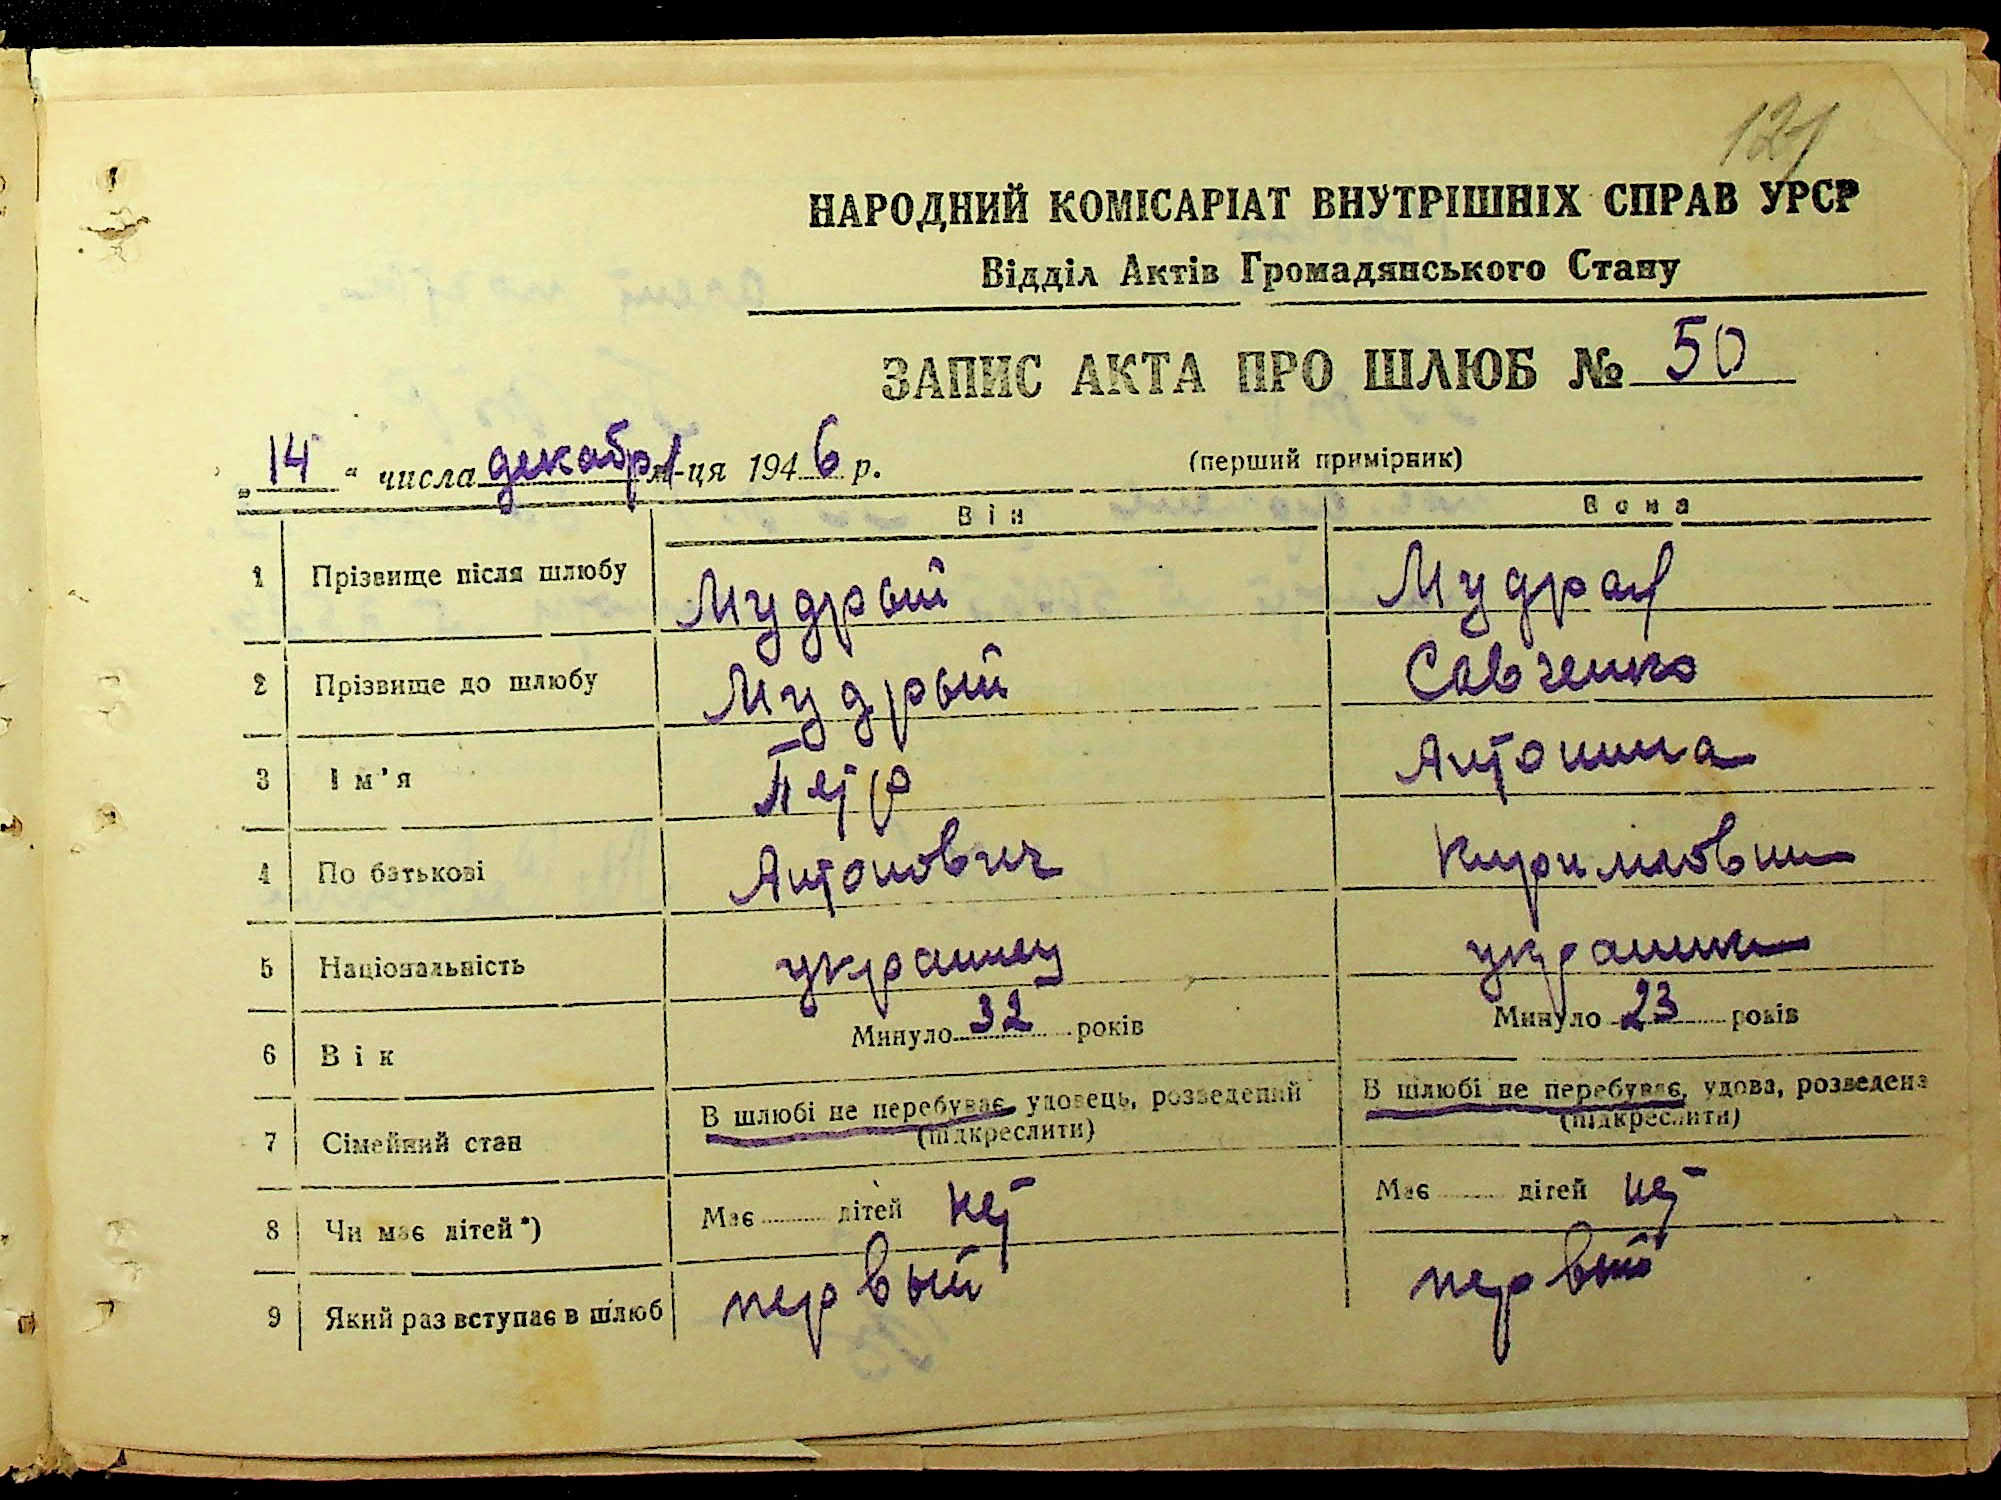 121
НАРОДНИЙ КОМІСАРІАТ ВНУТРІШНІХ СПРАВ УРСР
Відділ Актів Громадянського Стану
ЗАПИС АКТА ПРО ШЛЮБ № 50
„14“ числа декабря м-ця 1946 р. (перший примірник)
Він Вона
1 Прізвище після шлюбу Мудрый Мудрая
2 Прізвище до шлюбу Мудрый Савченко
3 Ім'я Петр Антонина
4 По батькові Антонович
5 Національність украинец украинка
6 Вік Минуло 32 років Минуло 23 років
7 Сімейний стан В шлюбі не перебуває, удовець, розведений В шлюбі не перебуває, удова, розведена
(підкреслити) (підкреслити)
8 Чи має дітей*) Має дітей нет Має дітей нет
9 Який раз вступає в шлюб первый первый